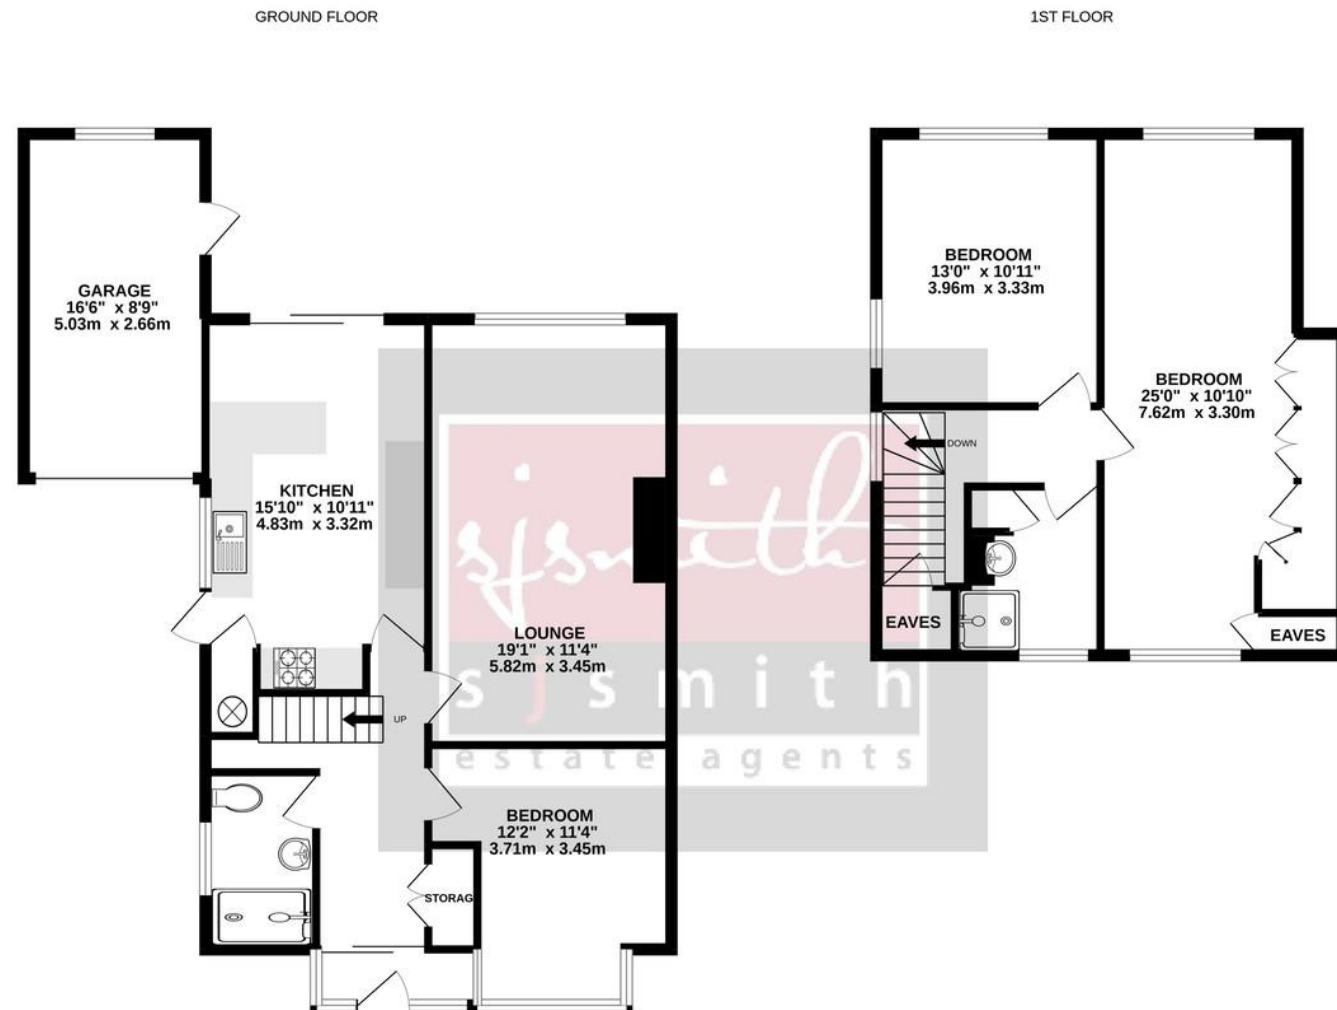 GROUND FLOOR
1ST FLOOR
GARAGE
16'6" x 8'9"
5.03m x 2.66m
KITCHEN
15'10" x 10'11"
4.83m x 3.32m
LOUNGE
19'1" x 11'4"
5.82m x 3.45m
UP
BEDROOM
12'2" x 11'4"
3.71m x 3.45m
STORAG
BEDROOM
13'0" x 10'11"
3.96m x 3.33m
BEDROOM
25'0" x 10'10"
7.62m x 3.30m
DOWN
EAVES
EAVES
sjsmith
sjsmith
estate agents